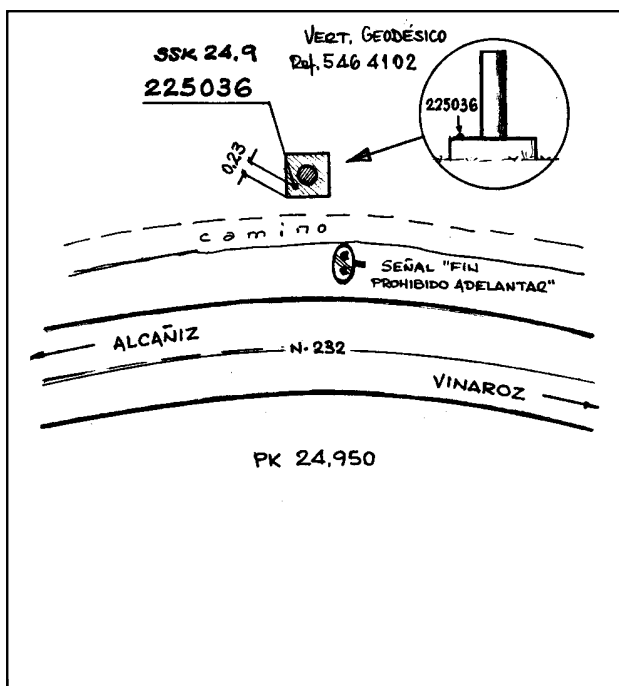 SSK 24,9
225036
VERT. GEODÉSICO
Ref. 546 4102
225036
0,23
camino
SEÑAL "FIN
PROHIBIDO ADELANTAR"
ALCAÑIZ
N-232
VINAROZ
PK 24,950